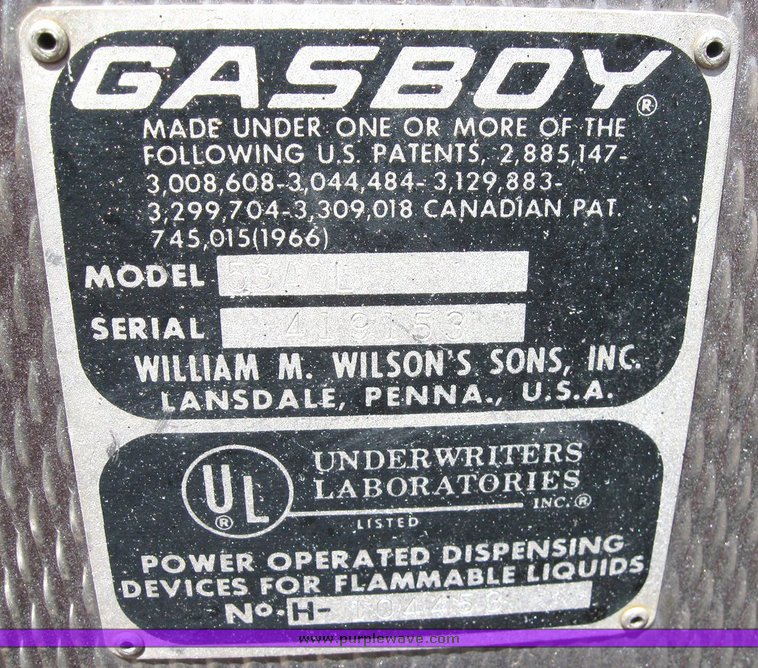 GASBOY ®
MADE UNDER ONE OR MORE OF THE
FOLLOWING U.S. PATENTS, 2,885,147-
3,008,608-3,044,484-3,129,883-
3,299,704-3,309,018 CANADIAN PAT.
745,015(1966)
MODEL
SERIAL
WILLIAM M. WILSON'S SONS, INC.
LANSDALE, PENNA., U.S.A.
UL ®
UNDERWRITERS
LABORATORIES
INC.®
LISTED
POWER OPERATED DISPENSING
DEVICES FOR FLAMMABLE LIQUIDS
No. H-
www.purplewave.com